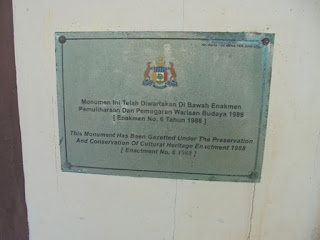 Monumen Ini Telah Diwartakan Di Bawah Enakmen
Pemuliharaan Dan Pemugaran Warisan Budaya 1988
[ Enakmen No. 6 Tahun 1988 ]
This Monument Has Been Gazetted Under The Preservation
And Conservation Of Cultural Heritage Enactment 1988
[ Enactment No. 6 1988 ]